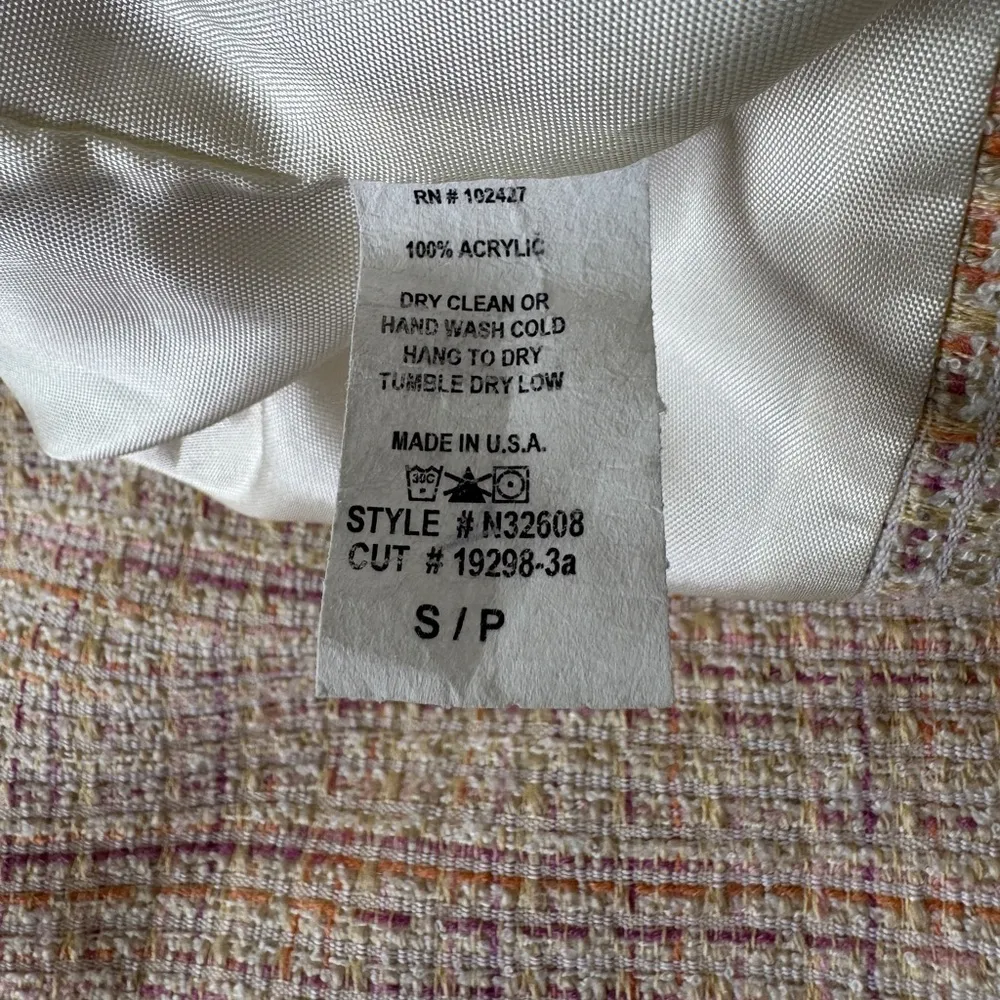 RN # 102427
100% ACRYLIC
DRY CLEAN OR
HAND WASH COLD
HANG TO DRY
TUMBLE DRY LOW
MADE IN U.S.A.
30C
STYLE # N32608
CUT # 19298-3a
S / P